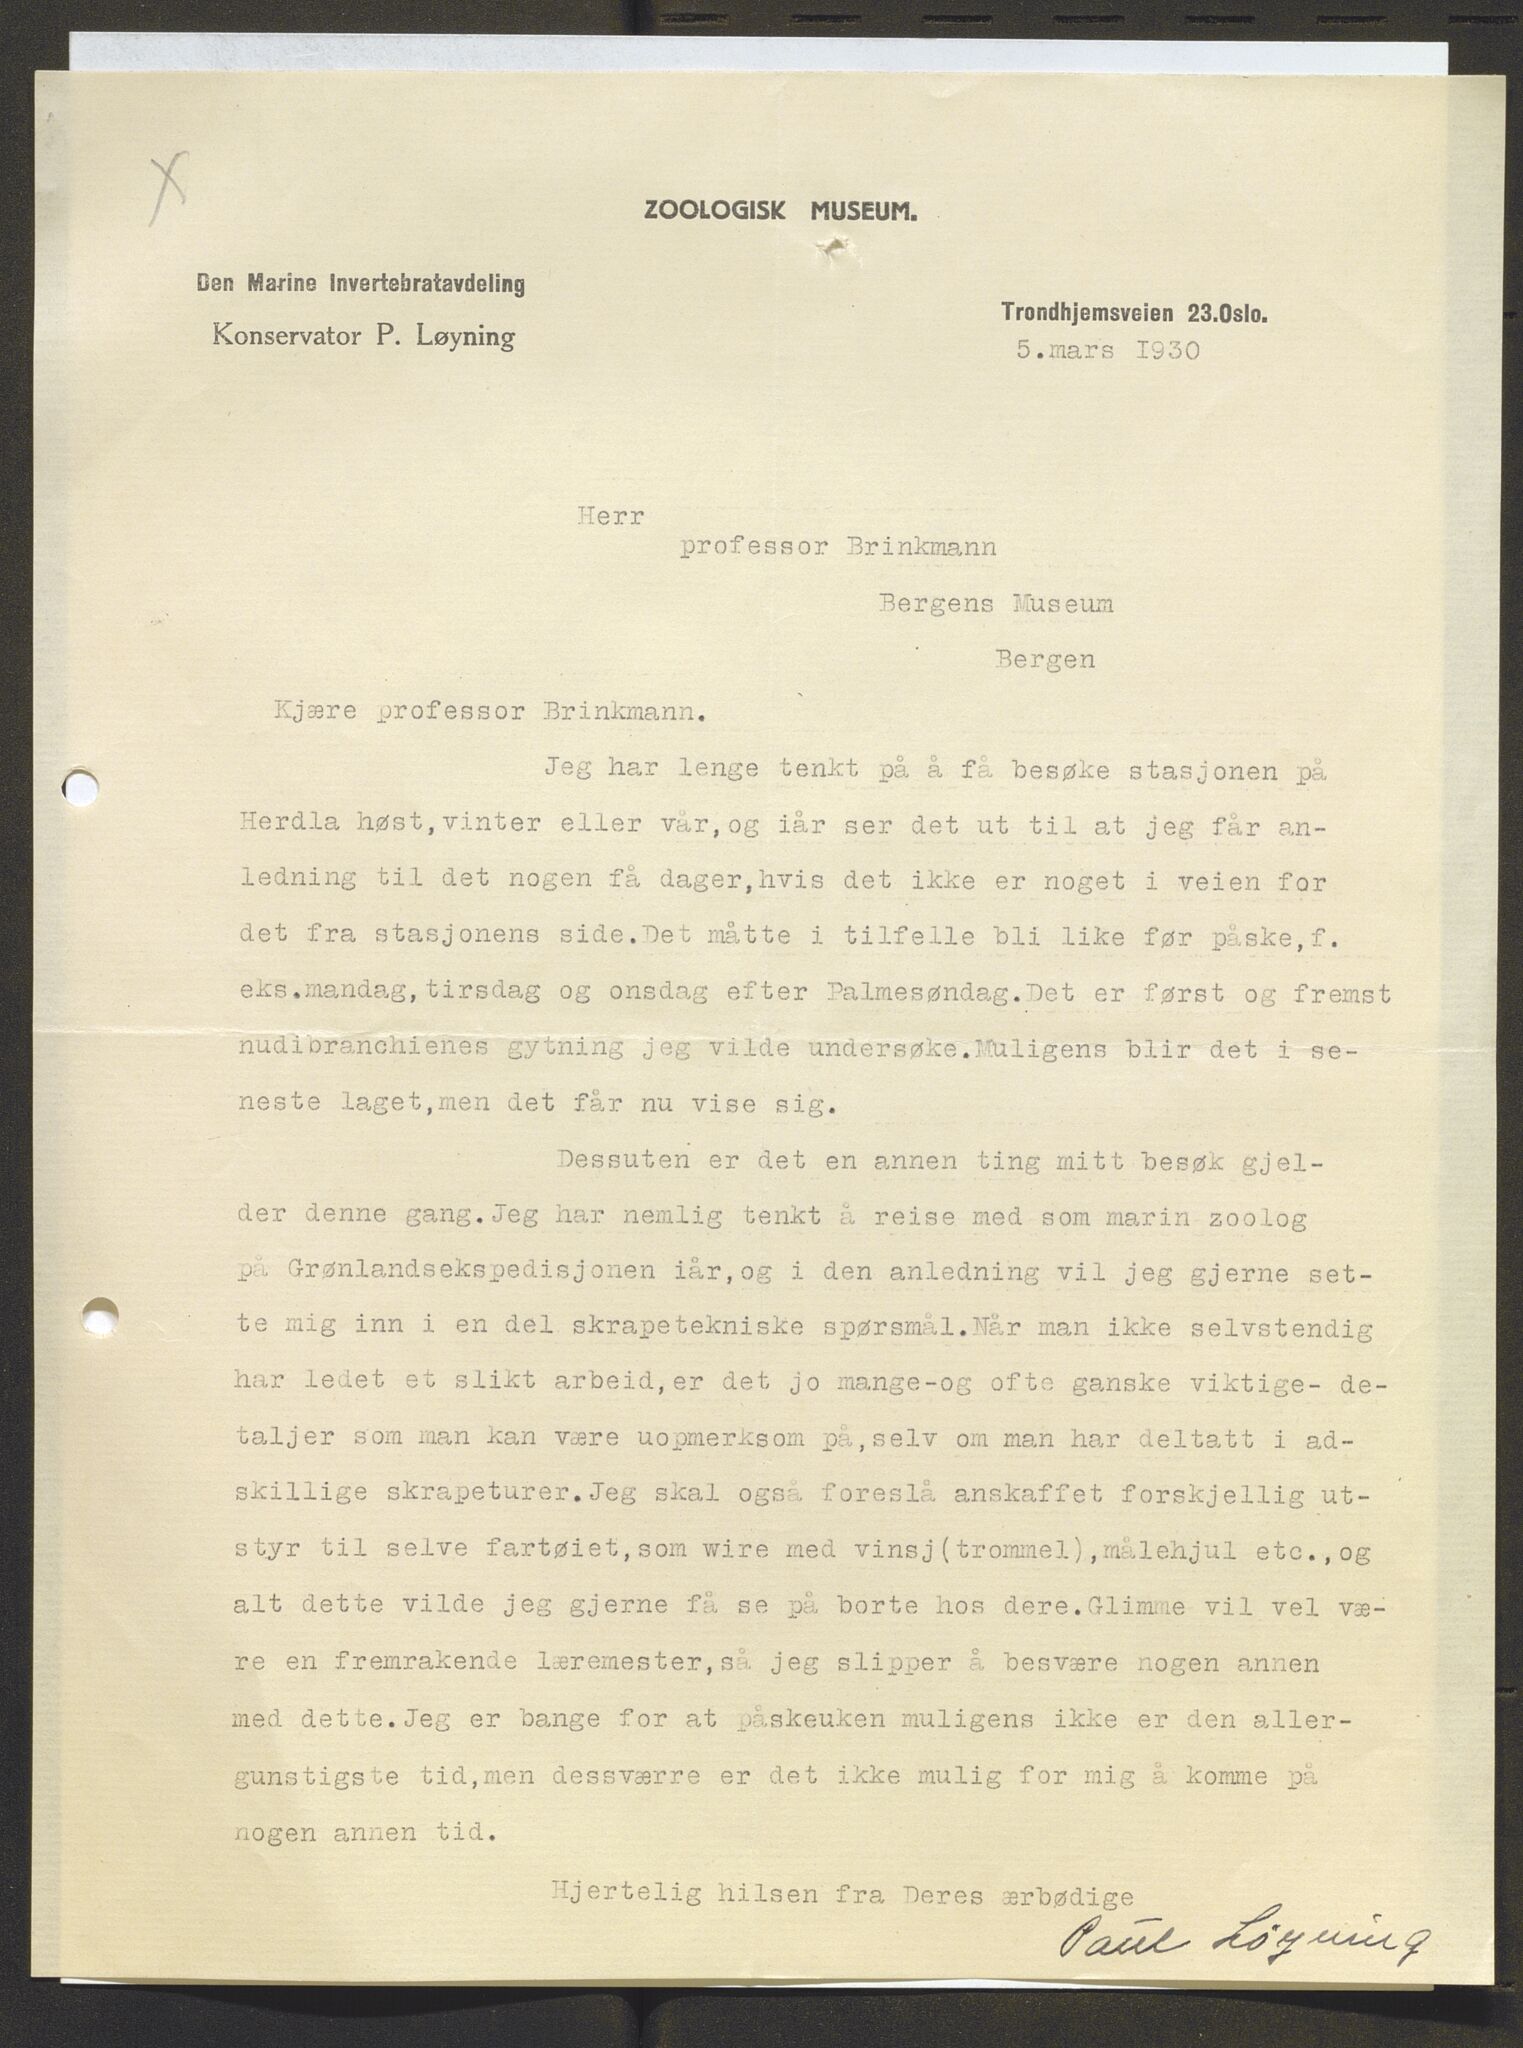 X
ZOOLOGISK MUSEUM.
Den Marine Invertebratavdeling
Konservator P. Løyning
Trondhjemsveien 23.Oslo.
5.mars I930
Herr
professor Brinkmann
Bergens Museum
Bergen
Kjære professor Brinkmann.
Jeg har lenge tenkt på å få besøke stasjonen på
Herdla høst,vinter eller vår,og iår ser det ut til at jeg får an-
ledning til det nogen få dager,hvis det ikke er noget i veien for
det fra stasjonens side.Det måtte i tilfelle bli like før påske,f.
eks.mandag,tirsdag og onsdag efter Palmesøndag.Det er først og fremst
nudibranchienes gytning jeg vilde undersøke.Muligens blir det i se-
neste laget,men det får nu vise sig.
Dessuten er det en annen ting mitt besøk gjel-
der denne gang.Jeg har nemlig tenkt å reise med som marin zoolog
på Grønlandsekspedisjonen iår,og i den anledning vil jeg gjerne set-
te mig inn i en del skrapetekniske spørsmål.Når man ikke selvstendig
har ledet et slikt arbeid,er det jo mange-og ofte ganske viktige- de-
taljer som man kan være uopmerksom på,selv om man har deltatt i ad-
skillige skrapeturer.Jeg skal også foreslå anskaffet forskjellig ut-
styr til selve fartøiet,som wire med vinsj(trommel),målehjul etc.,og
alt dette vilde jeg gjerne få se på borte hos dere.Glimme vil vel væ-
re en fremrakende læremester,så jeg slipper å besvære nogen annen
med dette.Jeg er bange for at påskeuken muligens ikke er den aller-
gunstigste tid,men dessværre er det ikke mulig for mig å komme på
nogen annen tid.
Hjertelig hilsen fra Deres ærbødige
Paul Löyning